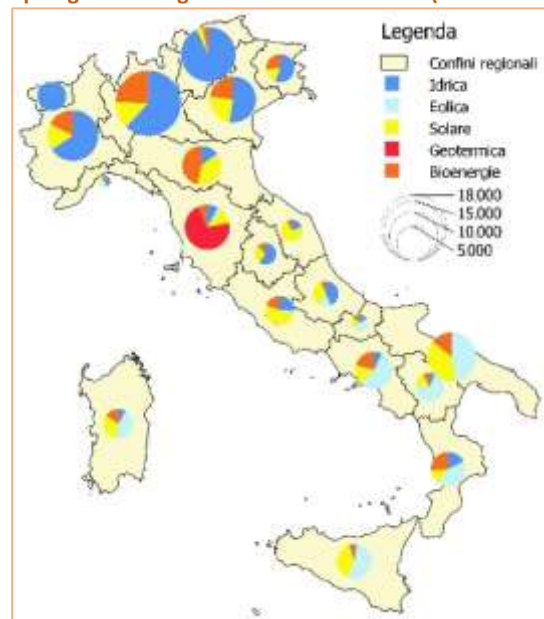 Legenda
Confini regionali
Idrica
Eolica
Solare
Geotermica
Bioenergie
18.000
15.000
10.000
5.000